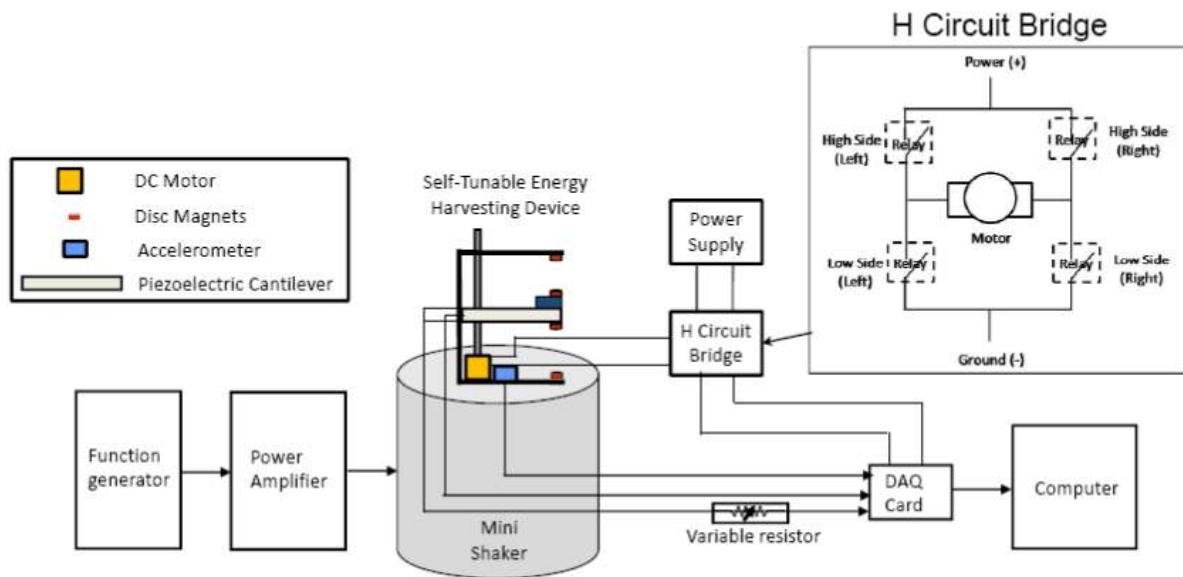 H Circuit Bridge
Power (+)
High Side
(Left)
Relay
Relay
High Side
(Right)
Motor
Low Side
(Left)
Relay
Relay
Low Side
(Right)
Ground (-)
DC Motor
Disc Magnets
Accelerometer
Piezoelectric Cantilever
Self-Tunable Energy
Harvesting Device
Power
Supply
H Circuit
Bridge
Function
generator
Power
Amplifier
Mini
Shaker
Variable resistor
DAQ
Card
Computer